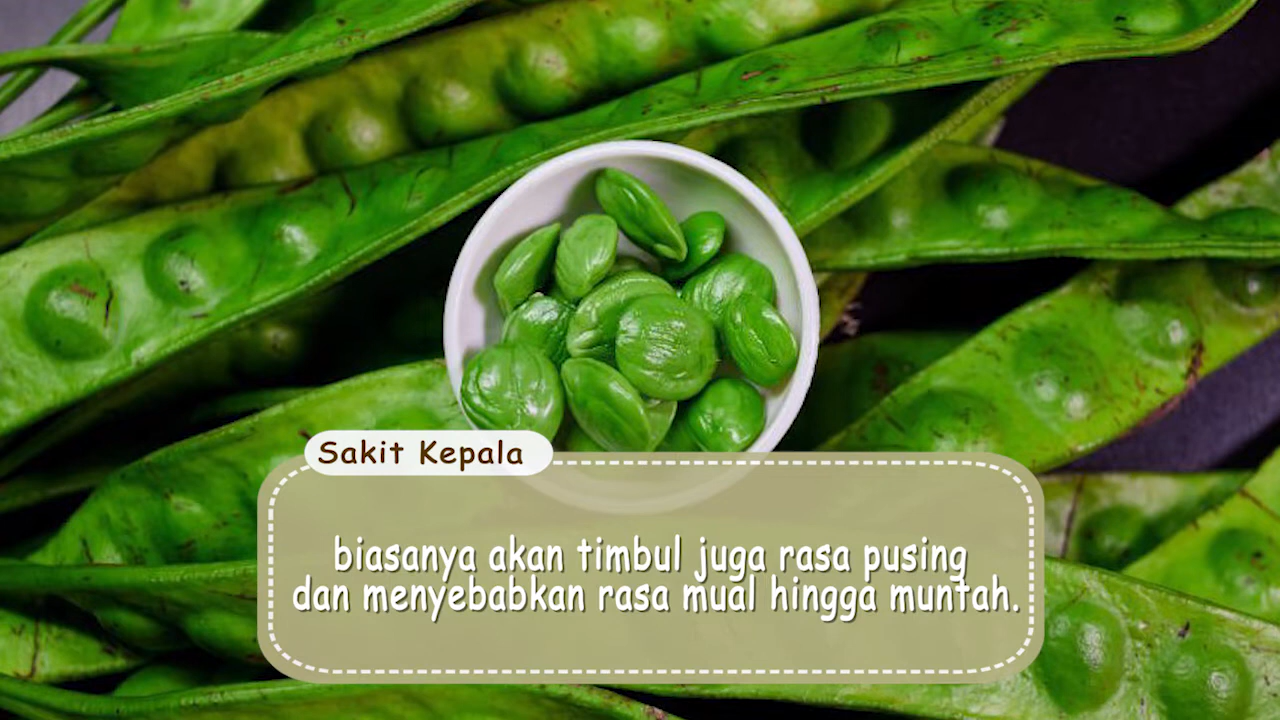 Sakit Kepala
biasanya akan timbul juga rasa pusing
dan menyebabkan rasa mual hingga muntah.